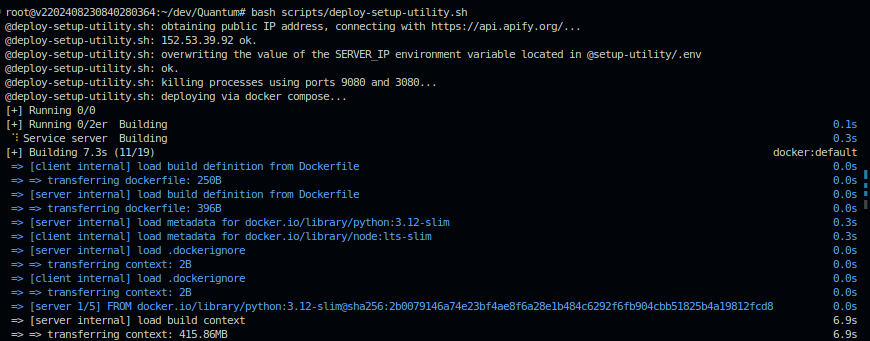 root@v2202408230840280364:~/dev/Quantum# bash scripts/deploy-setup-utility.sh
@deploy-setup-utility.sh: obtaining public IP address, connecting with https://api.apify.org/...
@deploy-setup-utility.sh: 152.53.39.92 ok.
@deploy-setup-utility.sh: overwriting the value of the SERVER_IP environment variable located in @setup-utility/.env
@deploy-setup-utility.sh: ok.
@deploy-setup-utility.sh: killing processes using ports 9080 and 3080...
@deploy-setup-utility.sh: deploying via docker compose...
[+] Running 0/0
[+] Running 0/2er  Building 0.1s
⠹ Service server  Building 0.3s
[+] Building 7.3s (11/19) docker:default
=> [client internal] load build definition from Dockerfile 0.0s
=> => transferring dockerfile: 250B 0.0s
=> [server internal] load build definition from Dockerfile 0.0s
=> => transferring dockerfile: 396B 0.0s
=> [server internal] load metadata for docker.io/library/python:3.12-slim 0.3s
=> [client internal] load metadata for docker.io/library/node:lts-slim 0.3s
=> [server internal] load .dockerignore 0.0s
=> => transferring context: 2B 0.0s
=> [client internal] load .dockerignore 0.0s
=> => transferring context: 2B 0.0s
=> [server 1/5] FROM docker.io/library/python:3.12-slim@sha256:2b0079146a74e23bf4ae8f6a28e1b484c6292f6fb904cbb51825b4a19812fcd8 0.0s
=> [server internal] load build context 6.9s
=> => transferring context: 415.86MB 6.9s